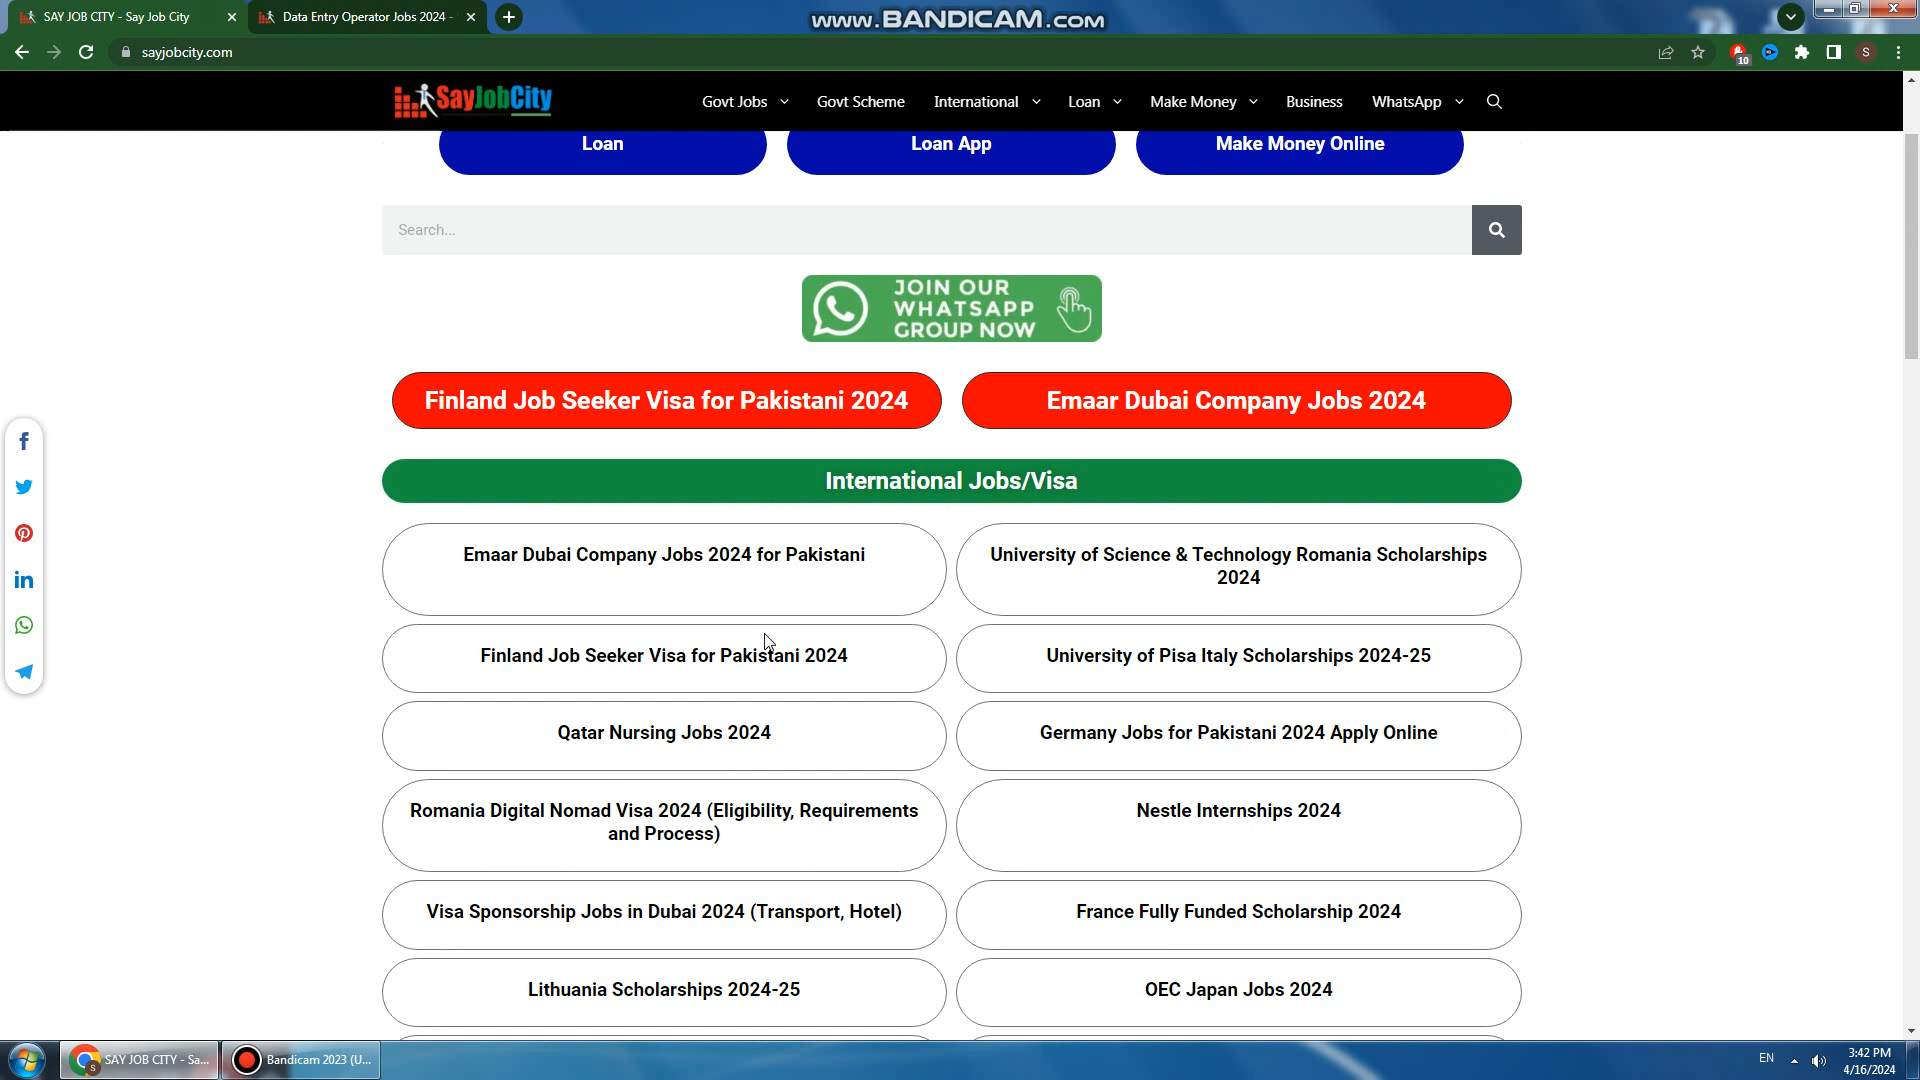 SAY JOB CITY - Say Job City
Data Entry Operator Jobs 2024 -
www.BANDICAM.com
sayjobcity.com
10
S
SayJobCity
Govt Jobs
Govt Scheme
International
Loan
Make Money
Business
WhatsApp
Loan
Loan App
Make Money Online
Search...
JOIN OUR
WHATSAPP
GROUP NOW
Finland Job Seeker Visa for Pakistani 2024
Emaar Dubai Company Jobs 2024
International Jobs/Visa
Emaar Dubai Company Jobs 2024 for Pakistani
University of Science & Technology Romania Scholarships
2024
Finland Job Seeker Visa for Pakistani 2024
University of Pisa Italy Scholarships 2024-25
Qatar Nursing Jobs 2024
Germany Jobs for Pakistani 2024 Apply Online
Romania Digital Nomad Visa 2024 (Eligibility, Requirements
and Process)
Nestle Internships 2024
Visa Sponsorship Jobs in Dubai 2024 (Transport, Hotel)
France Fully Funded Scholarship 2024
Lithuania Scholarships 2024-25
OEC Japan Jobs 2024
S
SAY JOB CITY - Sa...
Bandicam 2023 (U...
EN
3:42 PM
4/16/2024